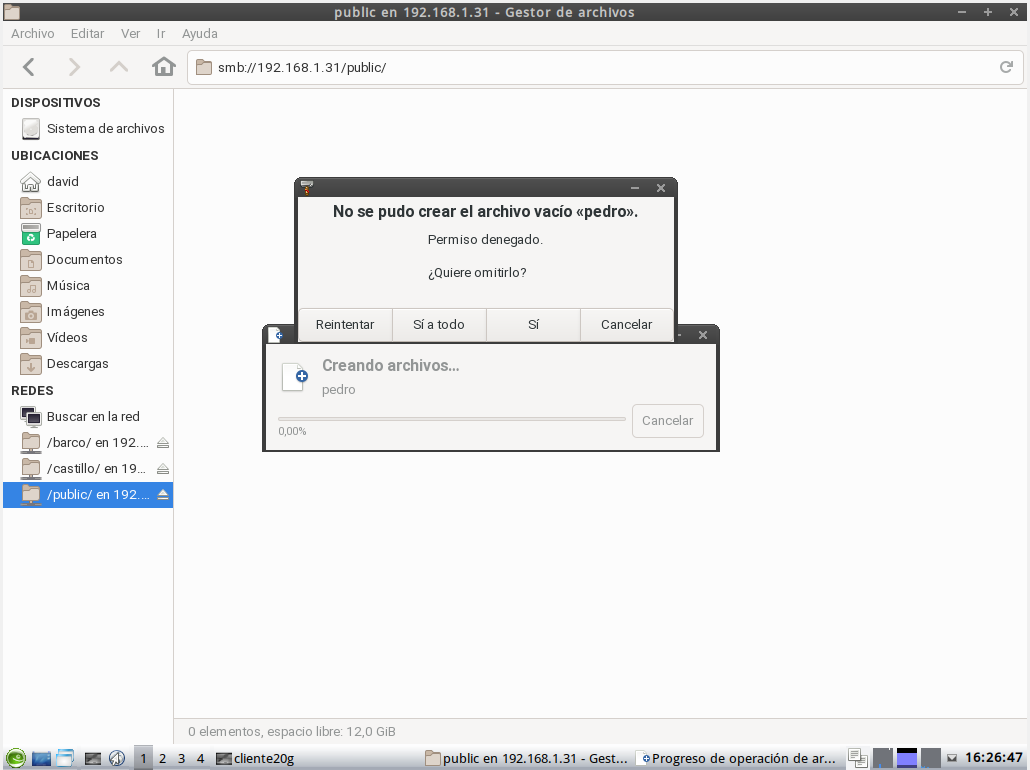 public en 192.168.1.31 - Gestor de archivos
Archivo Editar Ver Ir Ayuda
smb://192.168.1.31/public/
DISPOSITIVOS
Sistema de archivos
UBICACIONES
david
Escritorio
Papelera
Documentos
Música
Imágenes
Vídeos
Descargas
REDES
Buscar en la red
/barco/ en 192....
/castillo/ en 19...
/public/ en 192....
No se pudo crear el archivo vacío «pedro».
Permiso denegado.
¿Quiere omitirlo?
Reintentar Sí a todo Sí Cancelar
Creando archivos...
pedro
0,00%
Cancelar
0 elementos, espacio libre: 12,0 GiB
1 2 3 4 cliente20g public en 192.168.1.31 - Gest... Progreso de operación de ar... 16:26:47